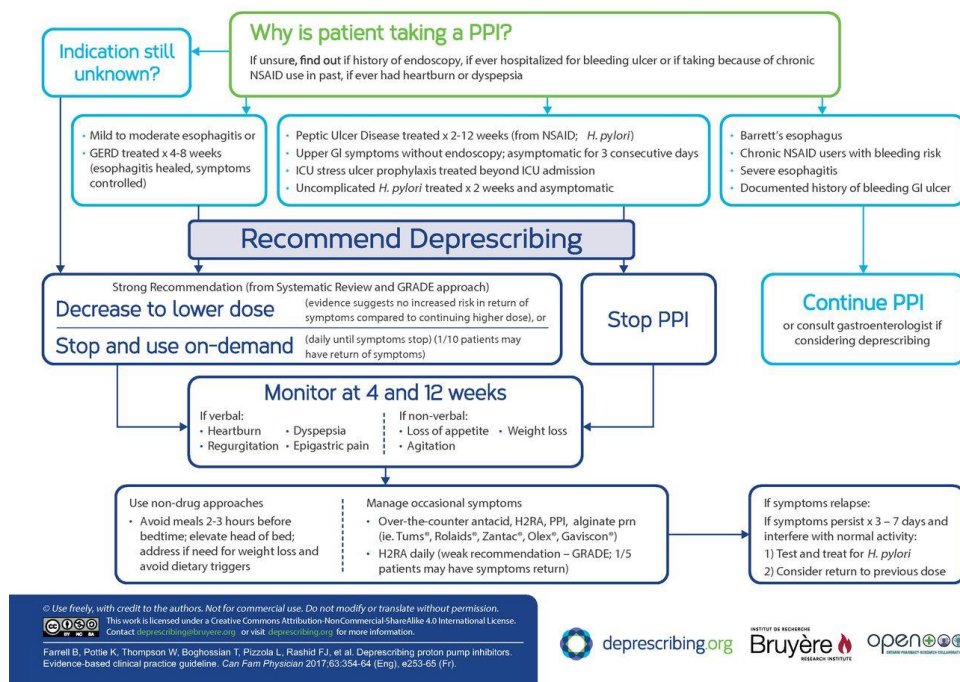 Why is patient taking a PPI?
If unsure, find out if history of endoscopy, if ever hospitalized for bleeding ulcer or if taking because of chronic
NSAID use in past, if ever had heartburn or dyspepsia
Indication still
unknown?
• Mild to moderate esophagitis or
• GERD treated x 4-8 weeks
(esophagitis healed, symptoms
controlled)
• Peptic Ulcer Disease treated x 2-12 weeks (from NSAID; H. pylori)
• Upper GI symptoms without endoscopy; asymptomatic for 3 consecutive days
• ICU stress ulcer prophylaxis treated beyond ICU admission
• Uncomplicated H. pylori treated x 2 weeks and asymptomatic
• Barrett's esophagus
• Chronic NSAID users with bleeding risk
• Severe esophagitis
• Documented history of bleeding GI ulcer
Recommend Deprescribing
Strong Recommendation (from Systematic Review and GRADE approach)
Decrease to lower dose
(evidence suggests no increased risk in return of
symptoms compared to continuing higher dose), or
Stop and use on-demand
(daily until symptoms stop) (1/10 patients may
have return of symptoms)
Stop PPI
Continue PPI
or consult gastroenterologist if
considering deprescribing
Monitor at 4 and 12 weeks
If verbal:
• Heartburn • Dyspepsia
• Regurgitation • Epigastric pain
If non-verbal:
• Loss of appetite • Weight loss
• Agitation
Use non-drug approaches
• Avoid meals 2-3 hours before
bedtime; elevate head of bed;
address if need for weight loss and
avoid dietary triggers
Manage occasional symptoms
• Over-the-counter antacid, H2RA, PPI, alginate prn
(ie. Tums®, Rolaids®, Zantac®, Olex®, Gaviscon®)
• H2RA daily (weak recommendation – GRADE; 1/5
patients may have symptoms return)
If symptoms relapse:
If symptoms persist x 3 – 7 days and
interfere with normal activity:
1) Test and treat for H. pylori
2) Consider return to previous dose
© Use freely, with credit to the authors. Not for commercial use. Do not modify or translate without permission.
This work is licensed under a Creative Commons Attribution-NonCommercial-ShareAlike 4.0 International License.
Contact deprescribing@bruyere.org or visit deprescribing.org for more information.
Farrell B, Pottie K, Thompson W, Boghossian T, Pizzola L, Rashid FJ, et al. Deprescribing proton pump inhibitors.
Evidence-based clinical practice guideline. Can Fam Physician 2017;63:354-64 (Eng), e253-65 (Fr).
deprescribing.org
INSTITUT DE RECHERCHE
Bruyère
RESEARCH INSTITUTE
open